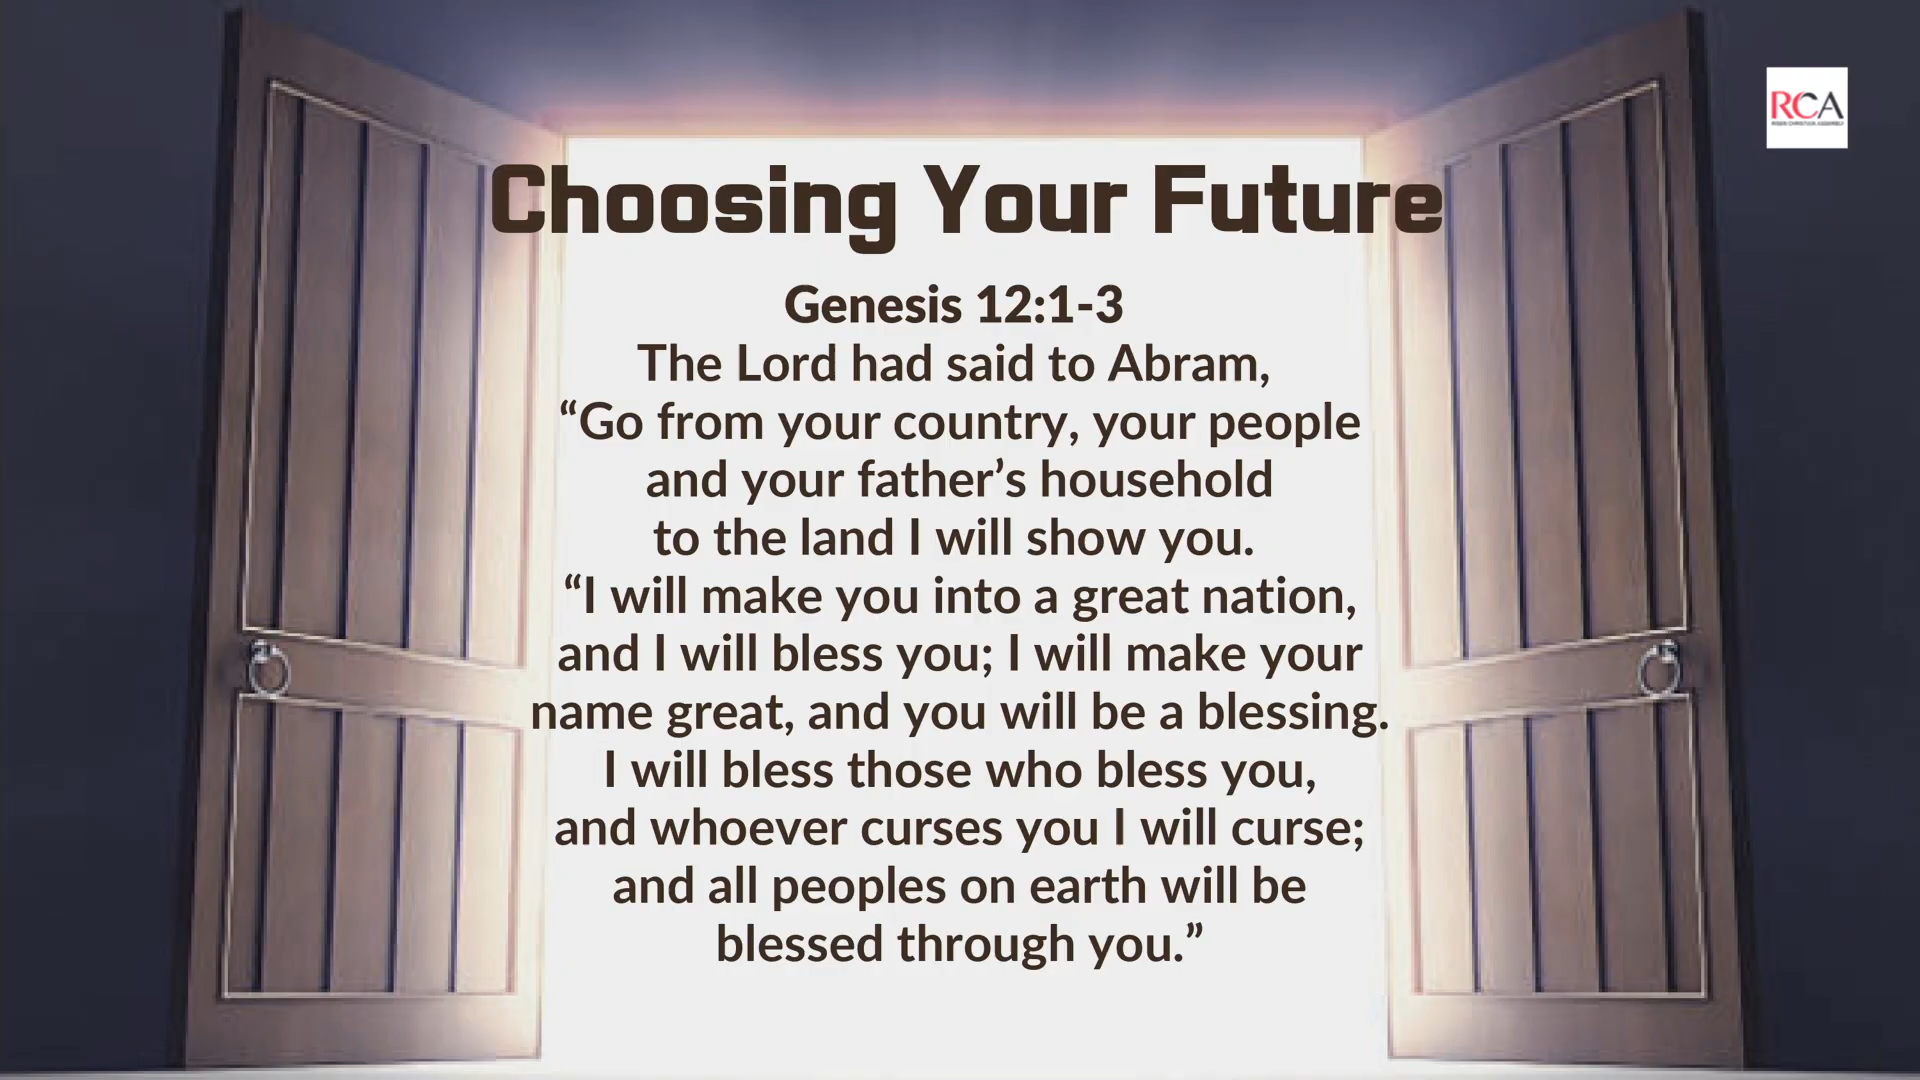 RCA
Choosing Your Future
Genesis 12:1-3
The Lord had said to Abram,
“Go from your country, your people
and your father’s household
to the land I will show you.
“I will make you into a great nation,
and I will bless you; I will make your
name great, and you will be a blessing.
I will bless those who bless you,
and whoever curses you I will curse;
and all peoples on earth will be
blessed through you.”